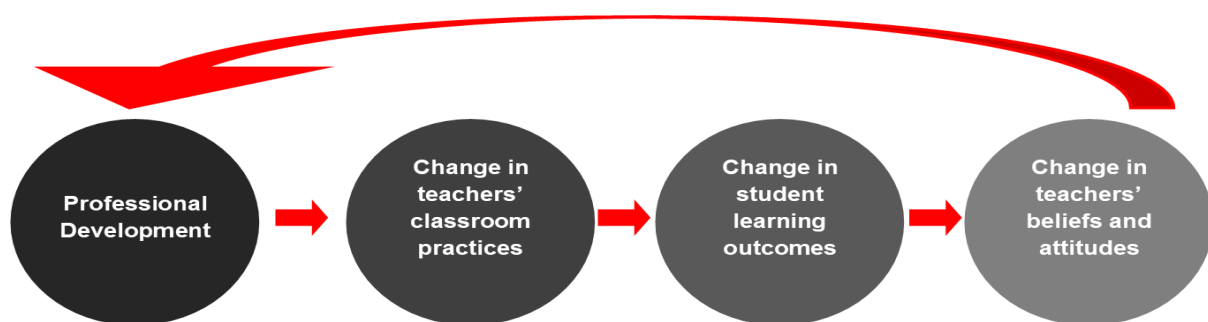 Professional
Development
Change in
teachers’
classroom
practices
Change in
student
learning
outcomes
Change in
teachers’
beliefs and
attitudes